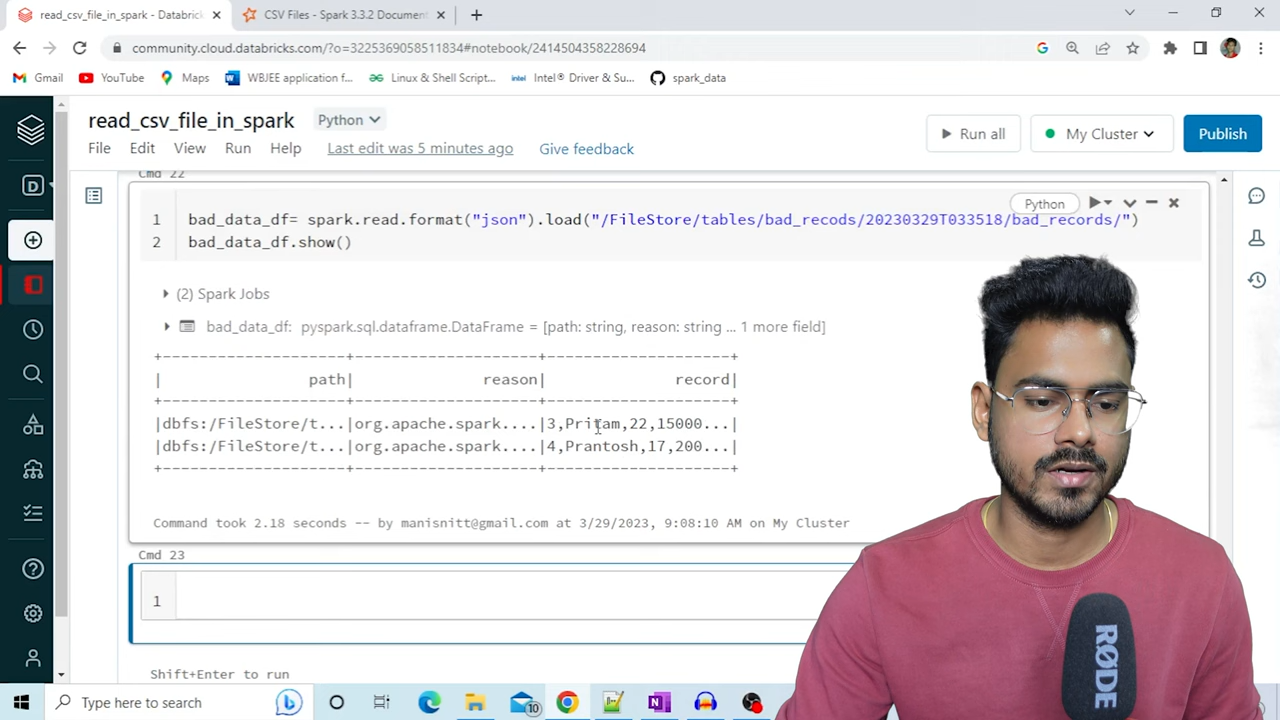 read_csv_file_in_spark - Databric
CSV Files - Spark 3.3.2 Document
community.cloud.databricks.com/?o=3225369058511834#notebook/2414504358228694
Gmail
YouTube
Maps
WBJEE application f...
Linux & Shell Script...
Intel® Driver & Su...
spark_data
read_csv_file_in_spark
Python
Run all
My Cluster
Publish
File
Edit
View
Run
Help
Last edit was 5 minutes ago
Give feedback
D
Cmd 22
Python
1 bad_data_df= spark.read.format("json").load("/FileStore/tables/bad_recods/20230329T033518/bad_records/")
2 bad_data_df.show()
(2) Spark Jobs
bad_data_df: pyspark.sql.dataframe.DataFrame = [path: string, reason: string ... 1 more field]
+--------------------+--------------------+--------------------+
| path| reason| record|
+--------------------+--------------------+--------------------+
|dbfs:/FileStore/t...|org.apache.spark....|3,Pritam,22,15000...|
|dbfs:/FileStore/t...|org.apache.spark....|4,Prantosh,17,200...|
+--------------------+--------------------+--------------------+
Command took 2.18 seconds -- by manisnitt@gmail.com at 3/29/2023, 9:08:10 AM on My Cluster
Cmd 23
1
Shift+Enter to run
RØDE
Type here to search
10